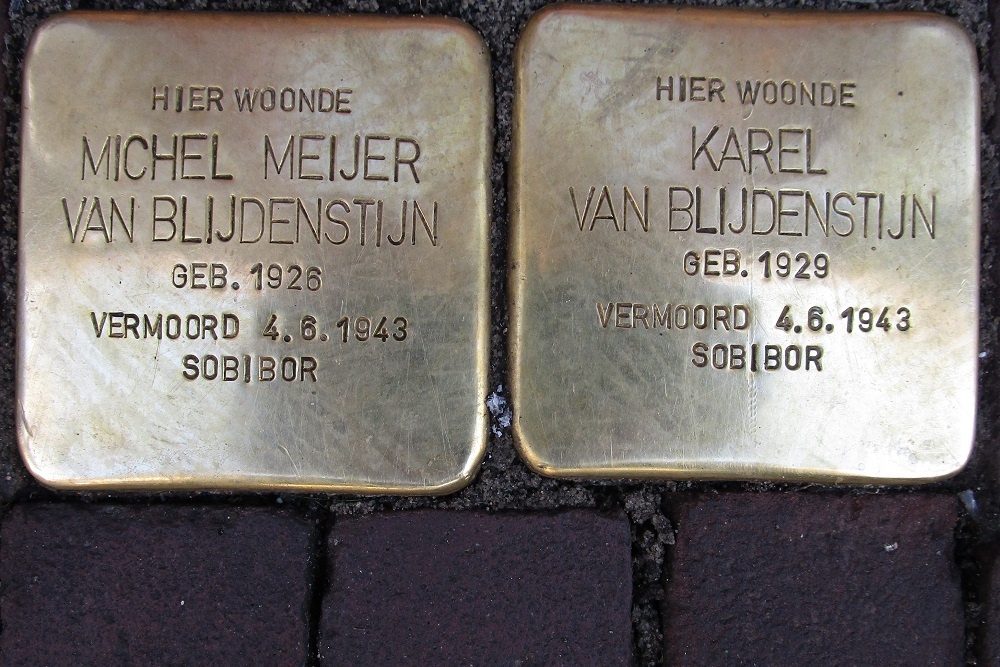 HIER WOONDE
MICHEL MEIJER
VAN BLIJDENSTIJN
GEB. 1926
VERMOORD 4.6.1943
SOBIBOR
HIER WOONDE
KAREL
VAN BLIJDENSTIJN
GEB. 1929
VERMOORD 4.6.1943
SOBIBOR